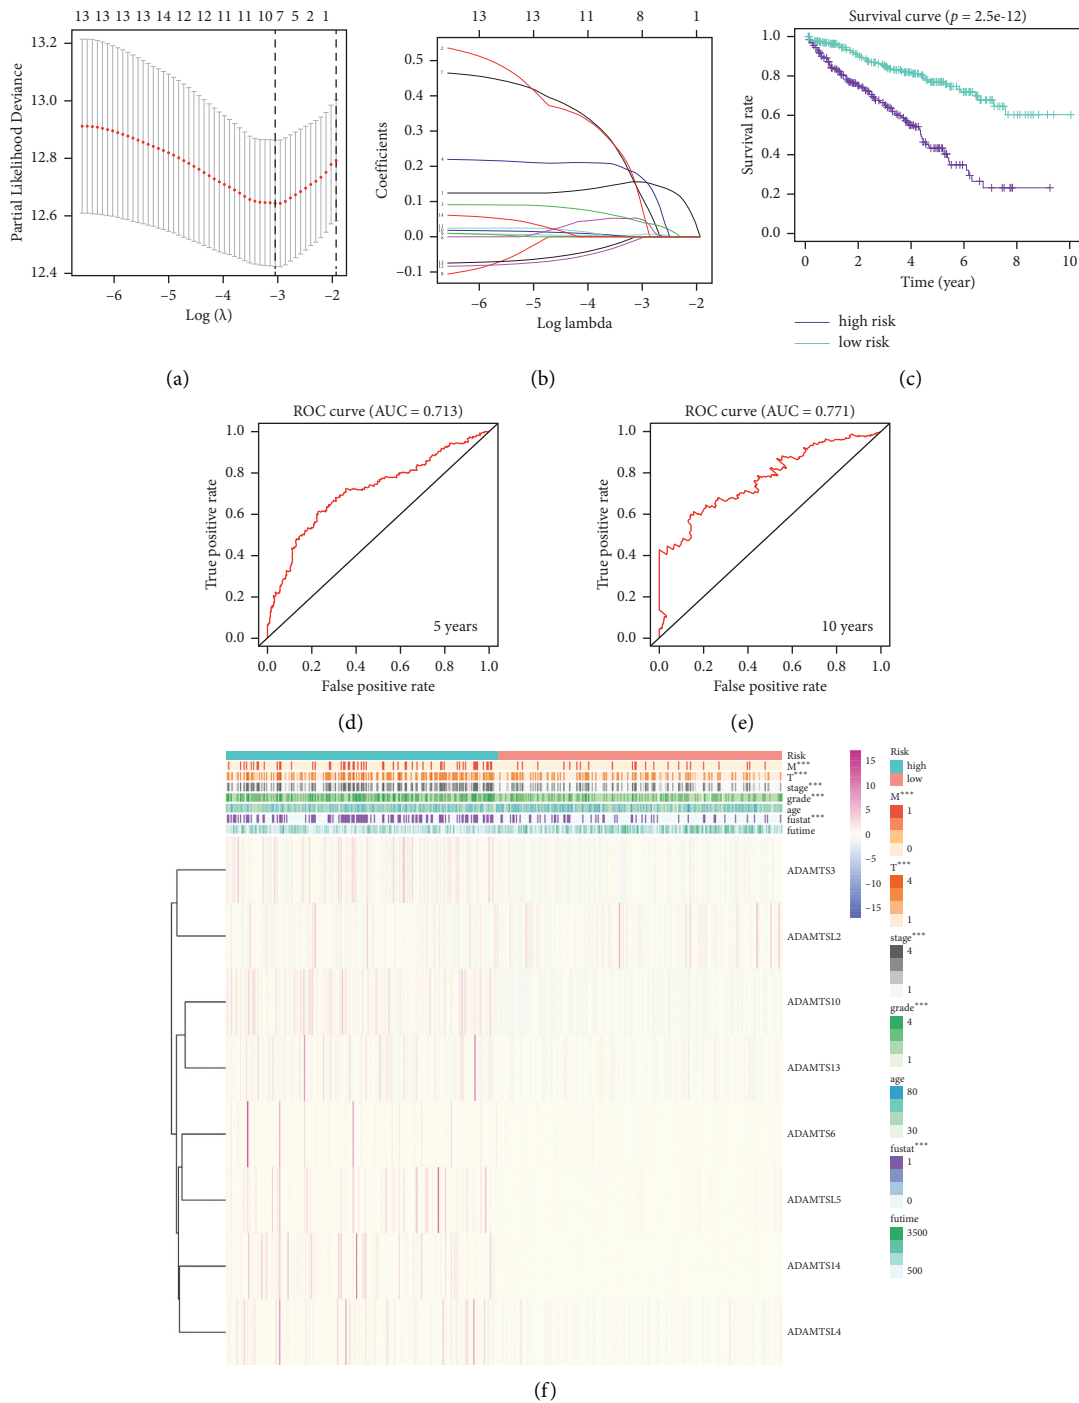 13 13 13 13 14 12 12 11 11 10 7 5 2 1
13.2
13.0
12.8
12.6
12.4
Partial Likelihood Deviance
−6 −5 −4 −3 −2
Log (λ)
(a)
13 13 11 8 1
0.5
0.4
0.3
0.2
0.1
0.0
−0.1
Coefficients
2
7
4
1
3
14
6
8
−6 −5 −4 −3 −2
Log lambda
(b)
Survival curve (p = 2.5e-12)
1.0
0.8
0.6
0.4
0.2
0.0
Survival rate
0 2 4 6 8 10
Time (year)
high risk
low risk
(c)
ROC curve (AUC = 0.713)
1.0
0.8
0.6
0.4
0.2
0.0
True positive rate
5 years
0.0 0.2 0.4 0.6 0.8 1.0
False positive rate
(d)
ROC curve (AUC = 0.771)
1.0
0.8
0.6
0.4
0.2
0.0
True positive rate
10 years
0.0 0.2 0.4 0.6 0.8 1.0
False positive rate
(e)
Risk
M***
T***
stage***
grade***
age
fustat***
futime
ADAMTS3
ADAMTSL2
ADAMTS10
ADAMTS13
ADAMTS6
ADAMTSL5
ADAMTS14
ADAMTSL4
15
10
5
0
−5
−10
−15
Risk
high
low
M***
1
0
T***
4
1
stage***
4
1
grade***
4
1
age
80
30
fustat***
1
0
futime
3500
500
(f)